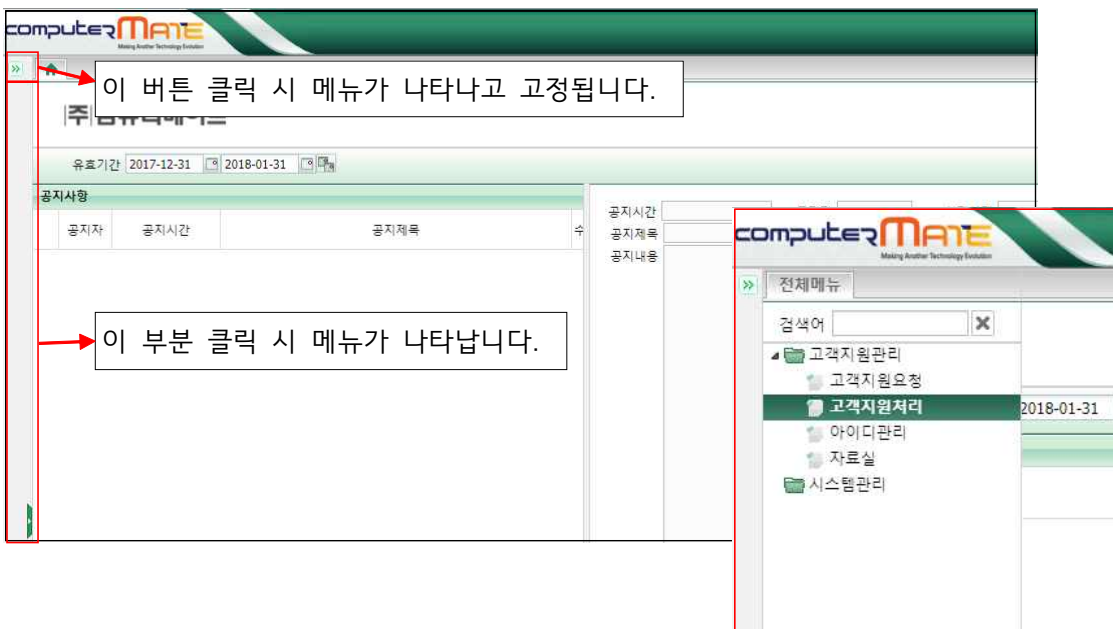 computerMATE
Making Another Technology Evolution
이 버튼 클릭 시 메뉴가 나타나고 고정됩니다.
유효기간 2017-12-31 2018-01-31
공지사항
공지자 공지시간 공지제목 수
공지시간
공지제목
공지내용
이 부분 클릭 시 메뉴가 나타납니다.
computerMATE
Making Another Technology Evolution
전체메뉴
검색어
고객지원관리
고객지원요청
고객지원처리
2018-01-31
아이디관리
자료실
시스템관리